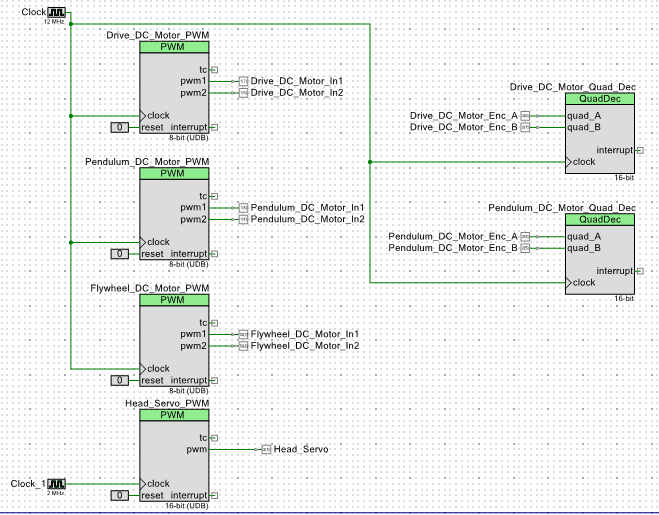 Clock
12 MHz
Drive_DC_Motor_PWM
PWM
tc
pwm1
Drive_DC_Motor_In1
pwm2
Drive_DC_Motor_In2
clock
0
reset interrupt
8-bit (UDB)
Pendulum_DC_Motor_PWM
PWM
tc
pwm1
Pendulum_DC_Motor_In1
pwm2
Pendulum_DC_Motor_In2
clock
0
reset interrupt
8-bit (UDB)
Flywheel_DC_Motor_PWM
PWM
tc
pwm1
Flywheel_DC_Motor_In1
pwm2
Flywheel_DC_Motor_In2
clock
0
reset interrupt
8-bit (UDB)
Head_Servo_PWM
PWM
tc
pwm
Head_Servo
Clock_1
2 MHz
clock
0
reset interrupt
16-bit (UDB)
Drive_DC_Motor_Quad_Dec
QuadDec
Drive_DC_Motor_Enc_A
quad_A
Drive_DC_Motor_Enc_B
quad_B
interrupt
clock
16-bit
Pendulum_DC_Motor_Quad_Dec
QuadDec
Pendulum_DC_Motor_Enc_A
quad_A
Pendulum_DC_Motor_Enc_B
quad_B
interrupt
clock
16-bit